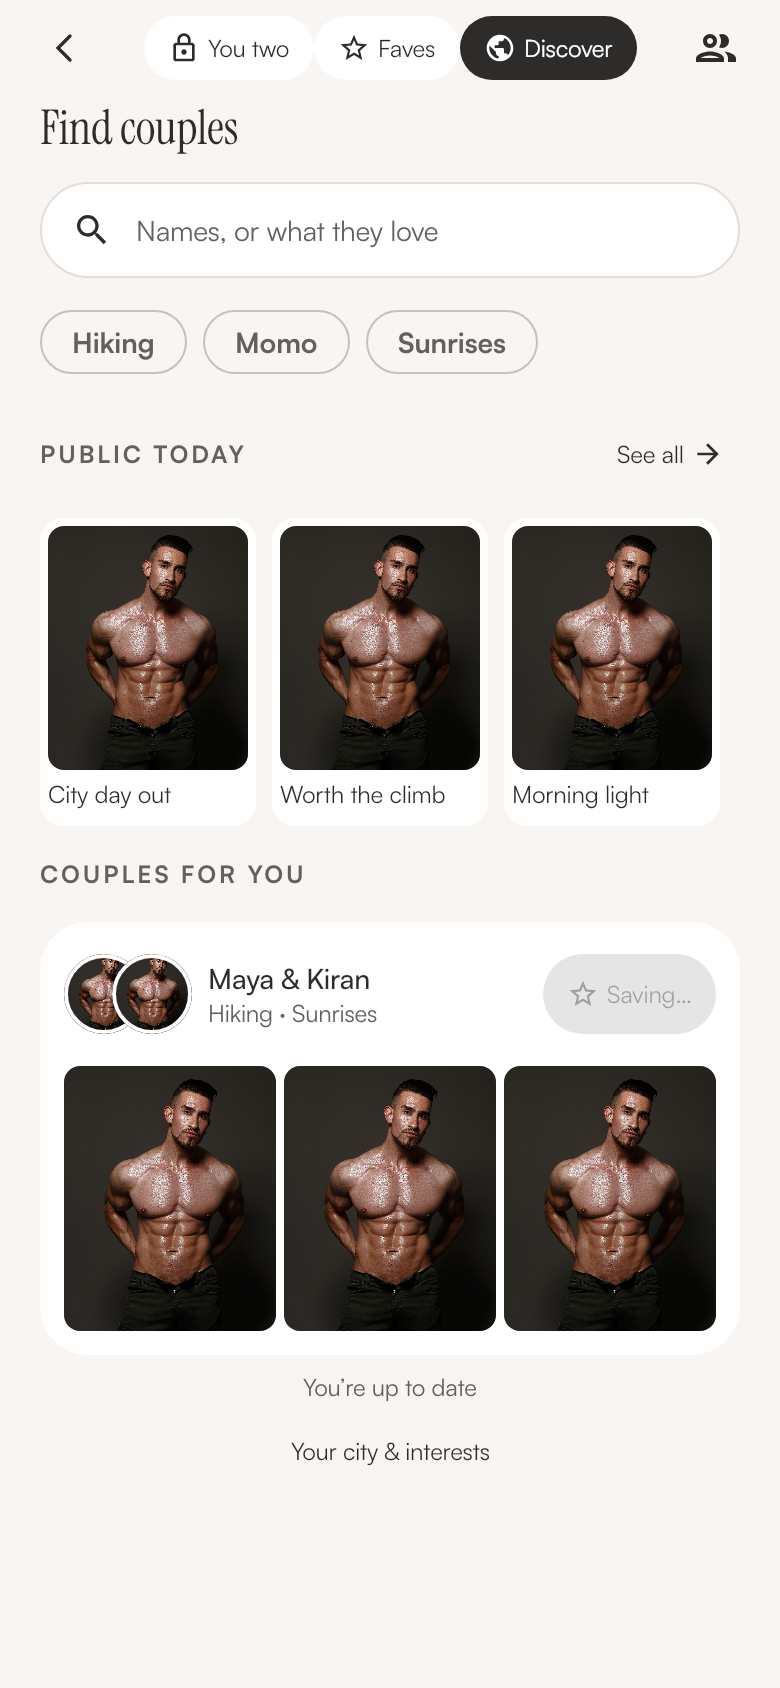 You two
Faves
Discover
Find couples
Names, or what they love
Hiking
Momo
Sunrises
PUBLIC TODAY
See all
City day out
Worth the climb
Morning light
COUPLES FOR YOU
Maya & Kiran
Hiking · Sunrises
Saving...
You’re up to date
Your city & interests